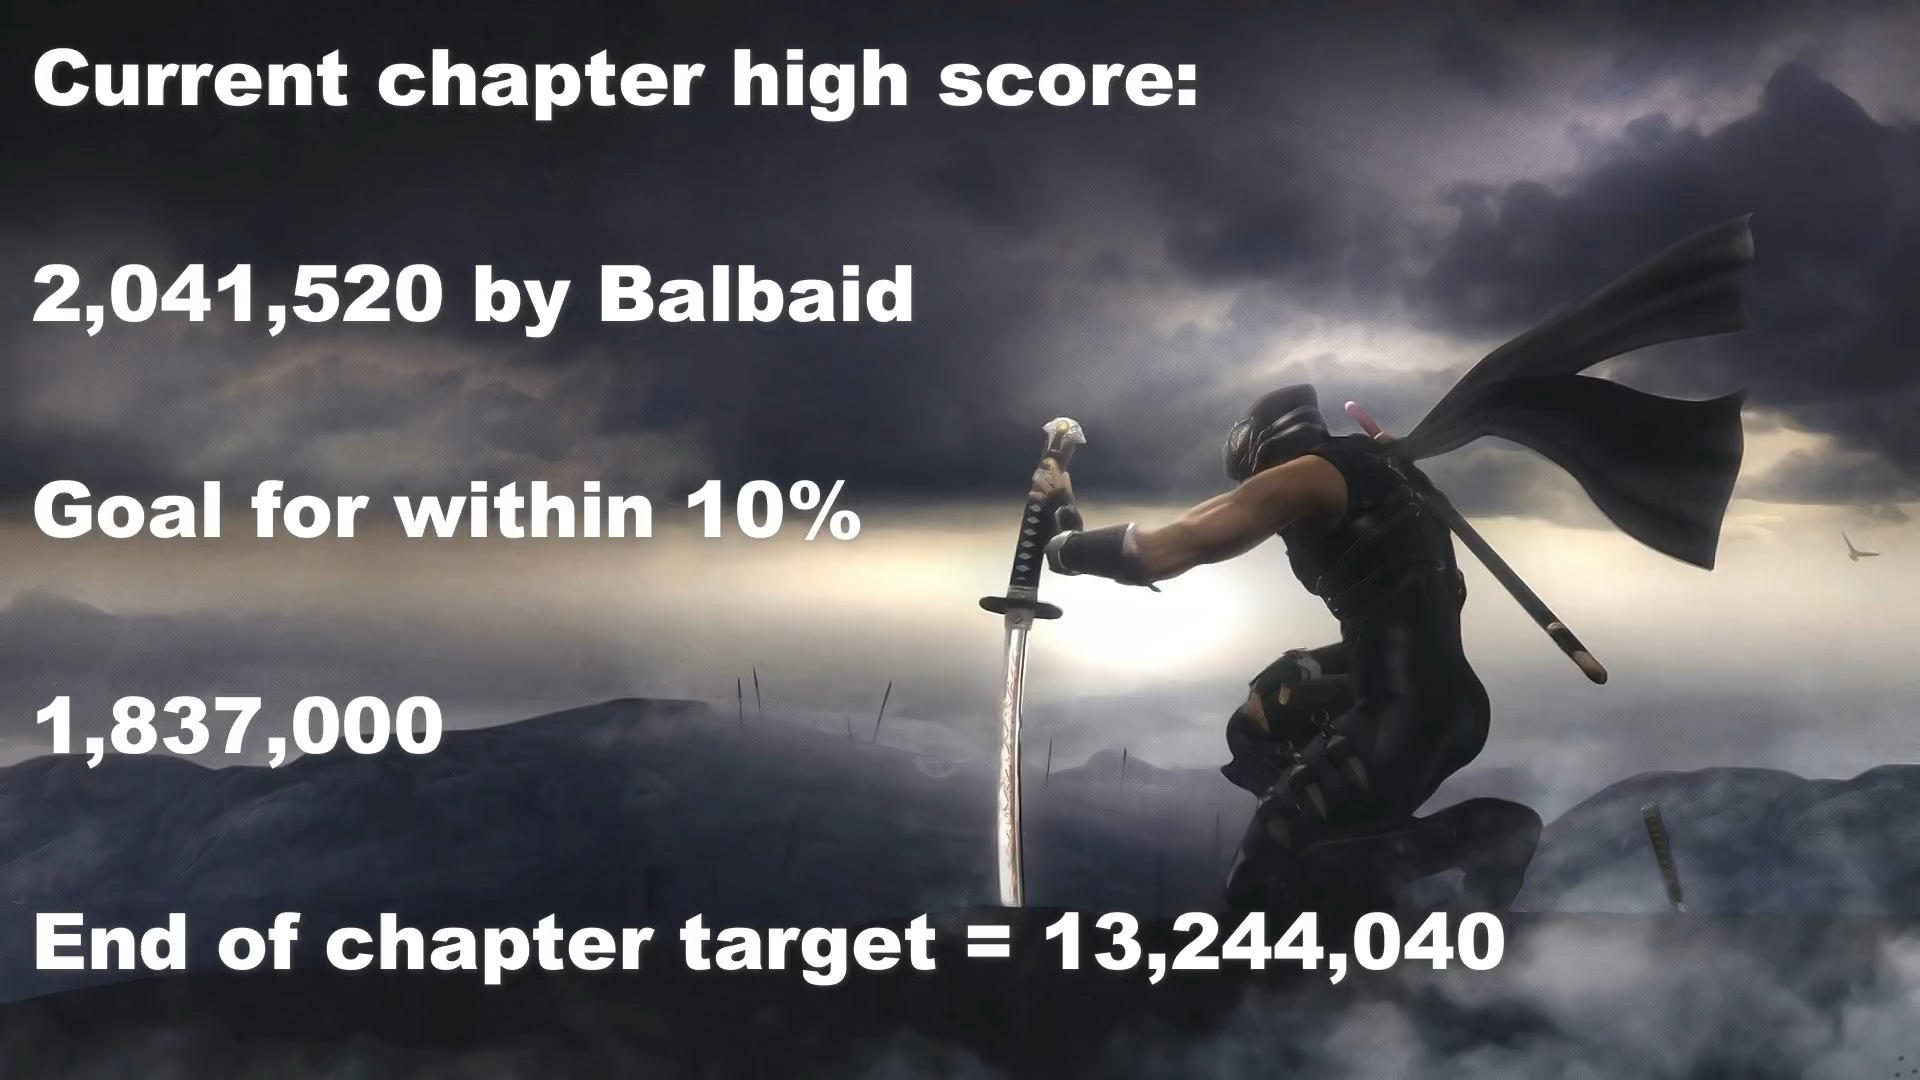 Current chapter high score:
2,041,520 by Balbaid
Goal for within 10%
1,837,000
End of chapter target = 13,244,040